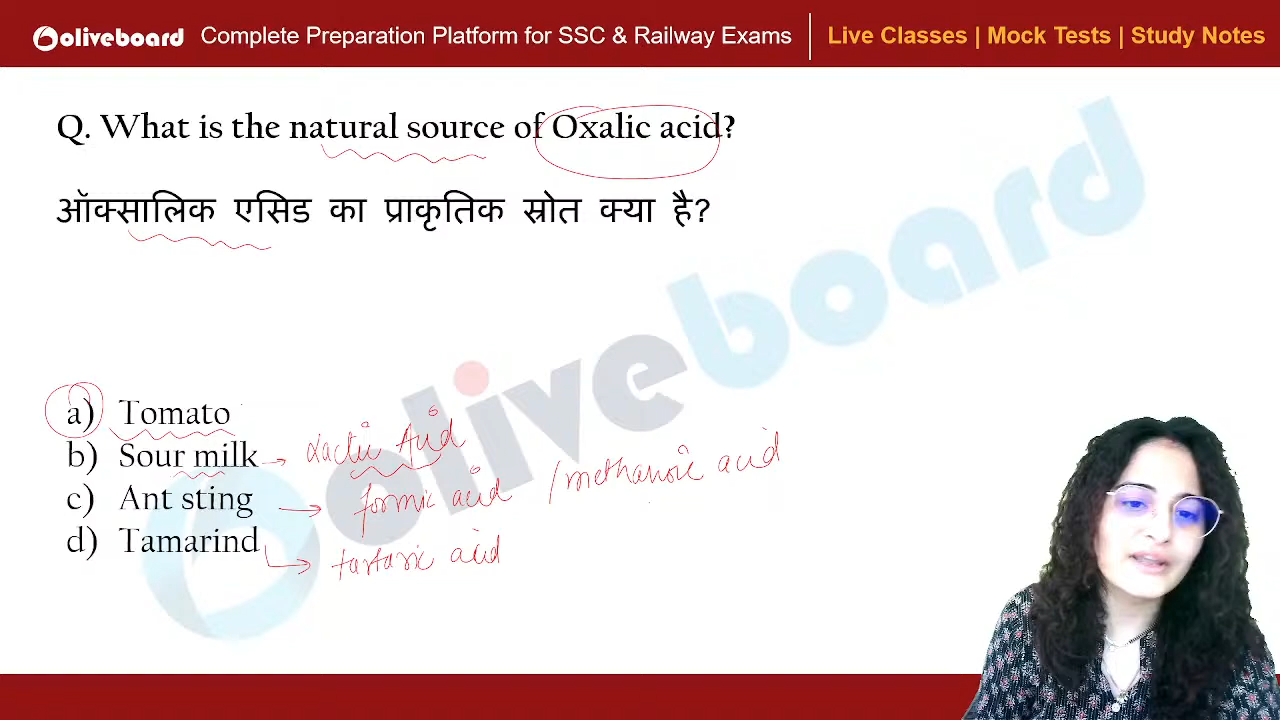 oliveboard Complete Preparation Platform for SSC & Railway Exams | Live Classes | Mock Tests | Study Notes
Q. What is the natural source of Oxalic acid?
ऑक्सालिक एसिड का प्राकृतिक स्रोत क्या है?
a) Tomato
b) Sour milk → Lactic Acid
c) Ant sting → formic acid / methanoic acid
d) Tamarind → tartaric acid
oliveboard